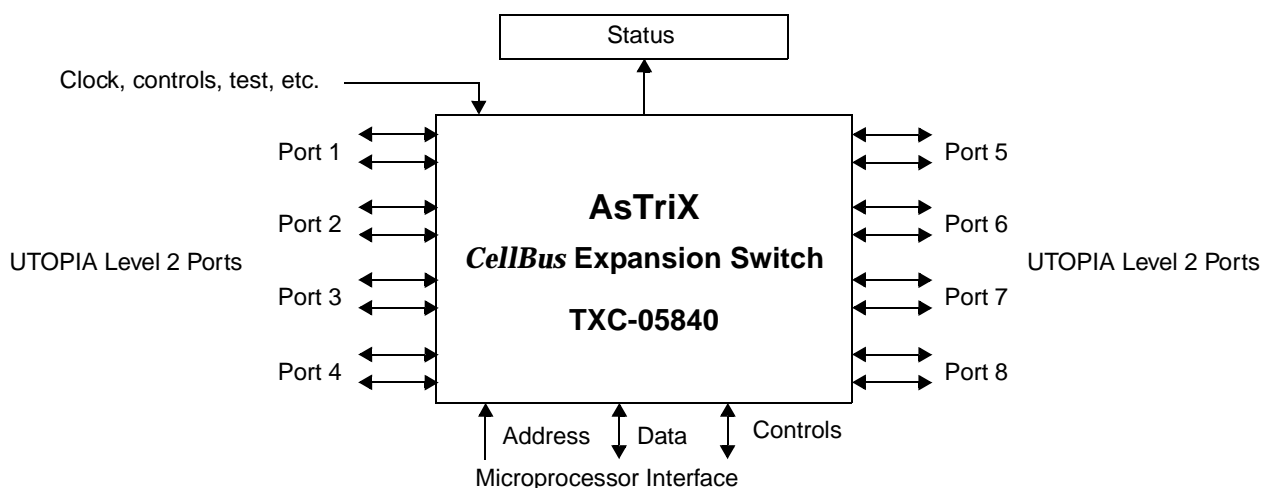 Status
Clock, controls, test, etc.
Port 1
Port 5
AsTriX
Port 2
Port 6
UTOPIA Level 2 Ports
CellBus Expansion Switch
UTOPIA Level 2 Ports
Port 3
Port 7
TXC-05840
Port 4
Port 8
Address
Data
Controls
Microprocessor Interface